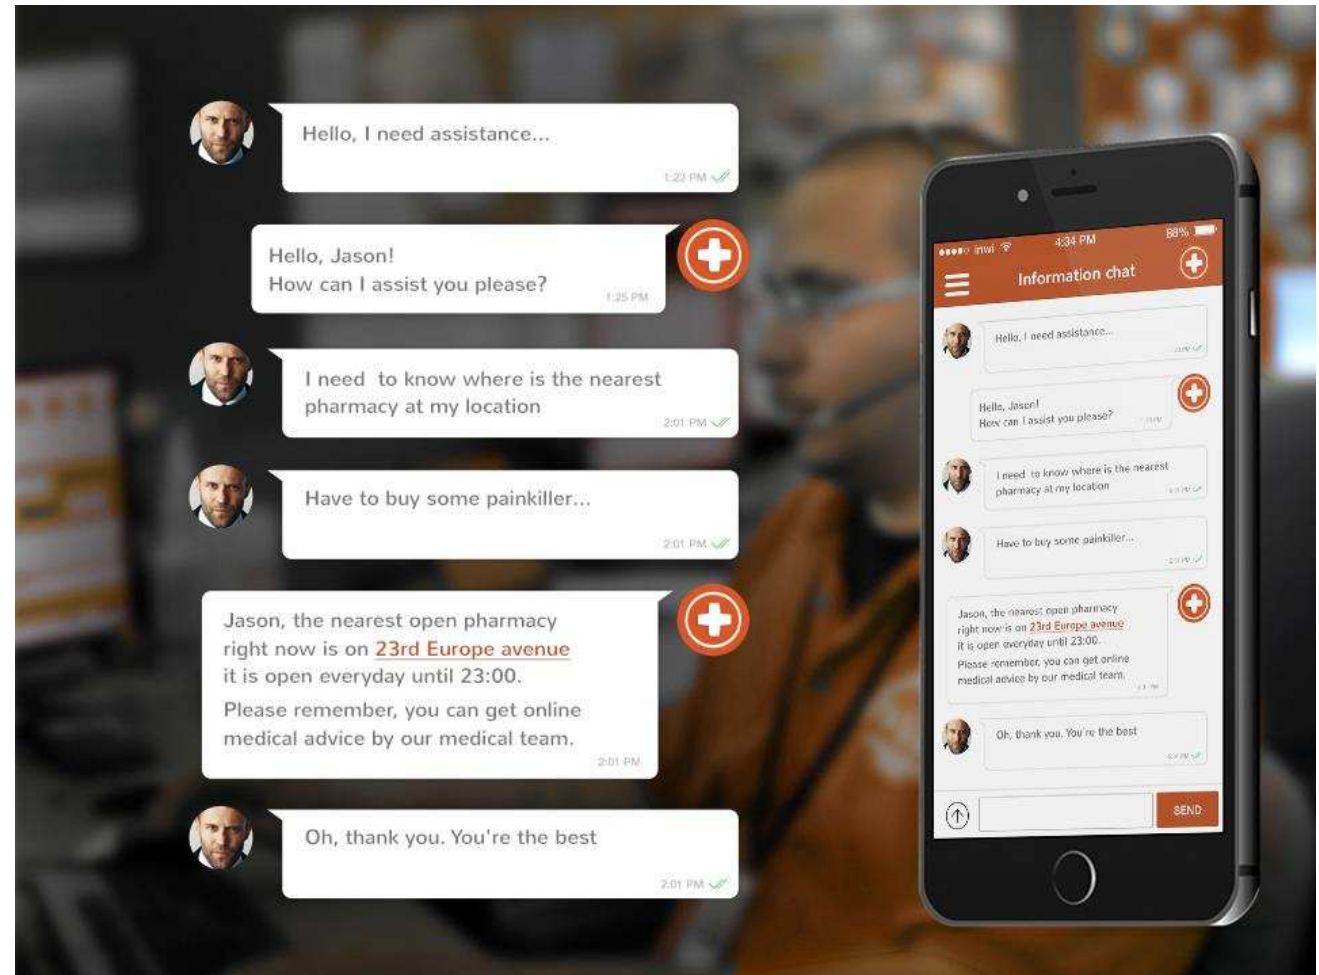 Hello, I need assistance...
1:23 PM
Hello, Jason!
How can I assist you please?
1:25 PM
I need to know where is the nearest
pharmacy at my location
2:01 PM
Have to buy some painkiller...
2:01 PM
Jason, the nearest open pharmacy
right now is on 23rd Europe avenue
it is open everyday until 23:00.
Please remember, you can get online
medical advice by our medical team.
2:01 PM
Oh, thank you. You're the best
2:01 PM
inwi 4:34 PM 88%
Information chat
Hello, I need assistance...
Hello, Jason!
How can I assist you please?
I need to know where is the nearest
pharmacy at my location
Have to buy some painkiller...
Jason, the nearest open pharmacy
right now is on 23rd Europe avenue
it is open everyday until 23:00.
Please remember, you can get online
medical advice by our medical team.
Oh, thank you. You're the best
SEND